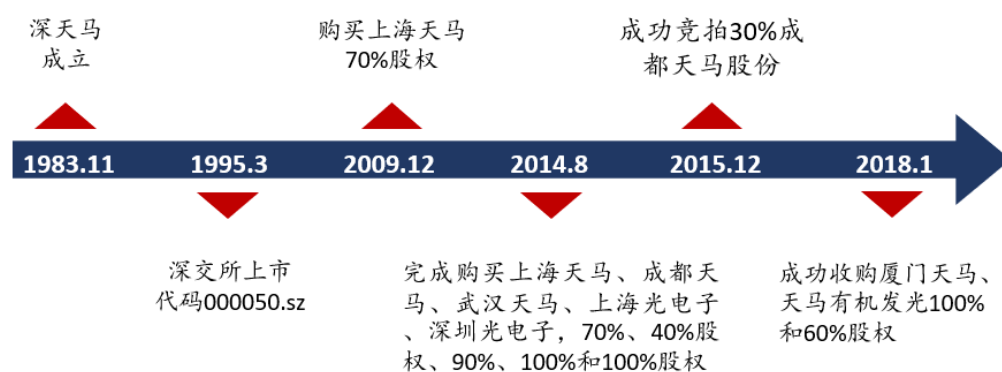 深天马
成立
购买上海天马
70%股权
成功竞拍30%成
都天马股份
1983.11
1995.3
2009.12
2014.8
2015.12
2018.1
深交所上市
代码000050.sz
完成购买上海天马、成都天
马、武汉天马、上海光电子
、深圳光电子，70%、40%股
权、90%、100%和100%股权
成功收购厦门天马、
天马有机发光100%
和60%股权